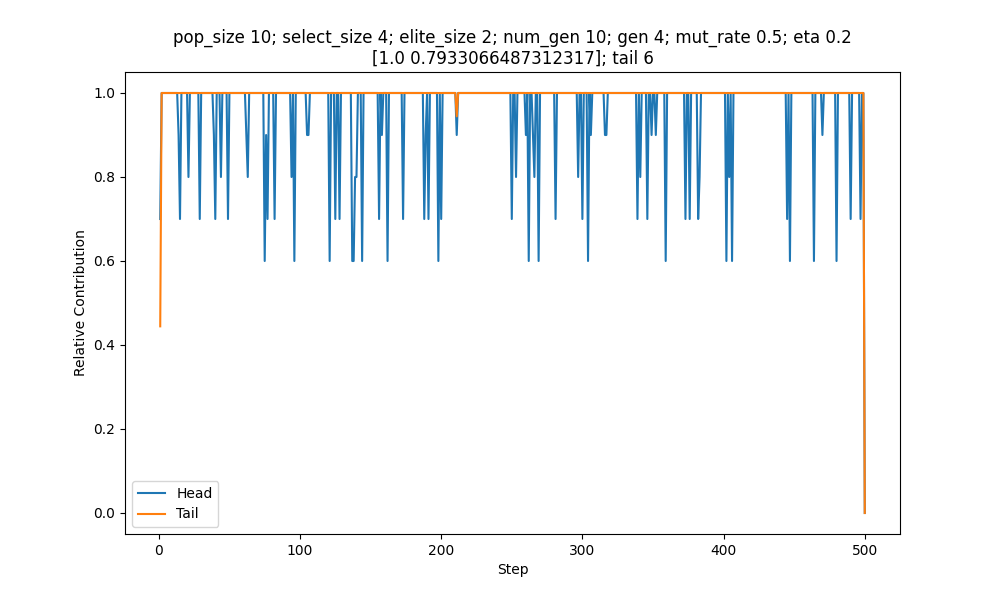 pop_size 10; select_size 4; elite_size 2; num_gen 10; gen 4; mut_rate 0.5; eta 0.2
[1.0 0.7933066487312317]; tail 6
1.0
0.8
0.6
0.4
0.2
0.0
Relative Contribution
Head
Tail
0
100
200
300
400
500
Step